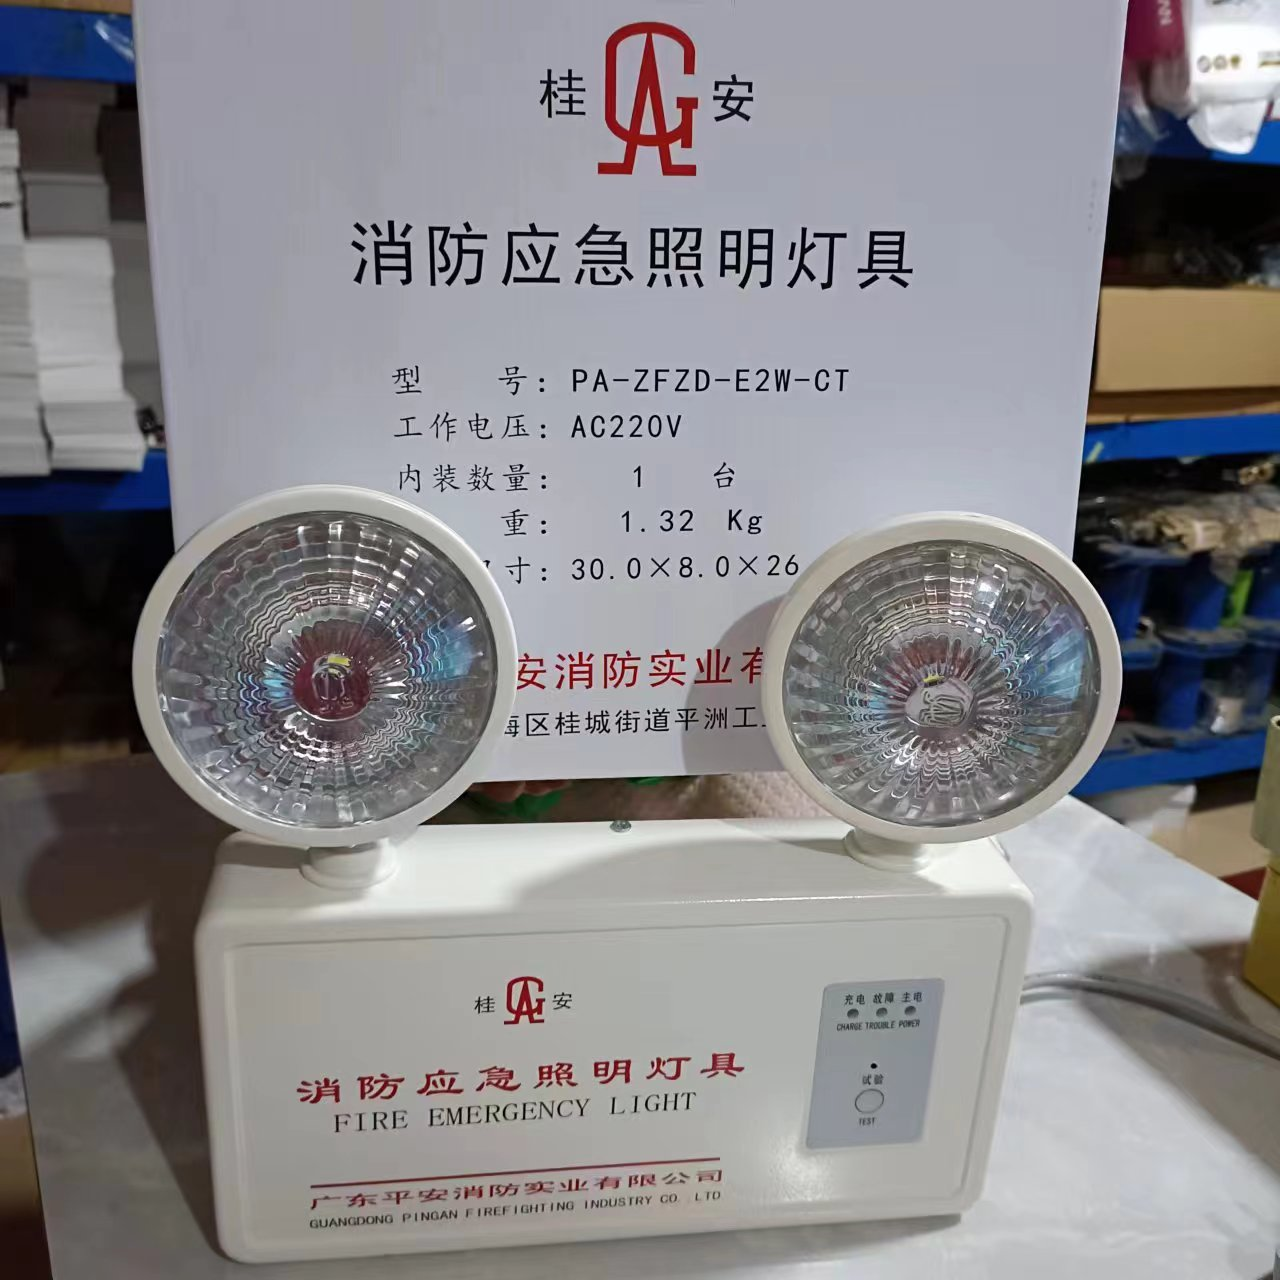 桂 安
消防应急照明灯具
型 号: PA-ZFZD-E2W-CT
工作电压: AC220V
内装数量: 1 台
重: 1.32 Kg
寸: 30.0×8.0×26
安消防实业有
海区桂城街道平洲工
桂 安
消防应急照明灯具
FIRE EMERGENCY LIGHT
广东平安消防实业有限公司
GUANGDONG PINGAN FIREFIGHTING INDUSTRY CO.,LTD
充电 故障 主电
CHARGE TROUBLE POWER
试验
TEST